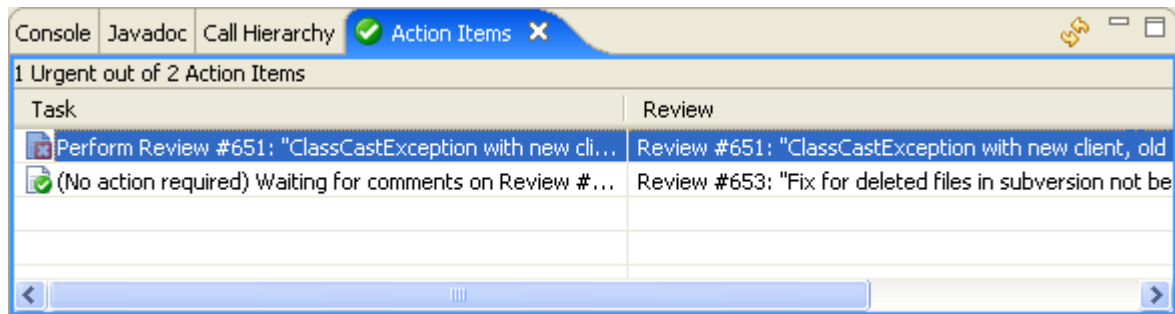 Console Javadoc Call Hierarchy Action Items
1 Urgent out of 2 Action Items
Task Review
Perform Review #651: "ClassCastException with new cli... Review #651: "ClassCastException with new client, old
(No action required) Waiting for comments on Review #... Review #653: "Fix for deleted files in subversion not be